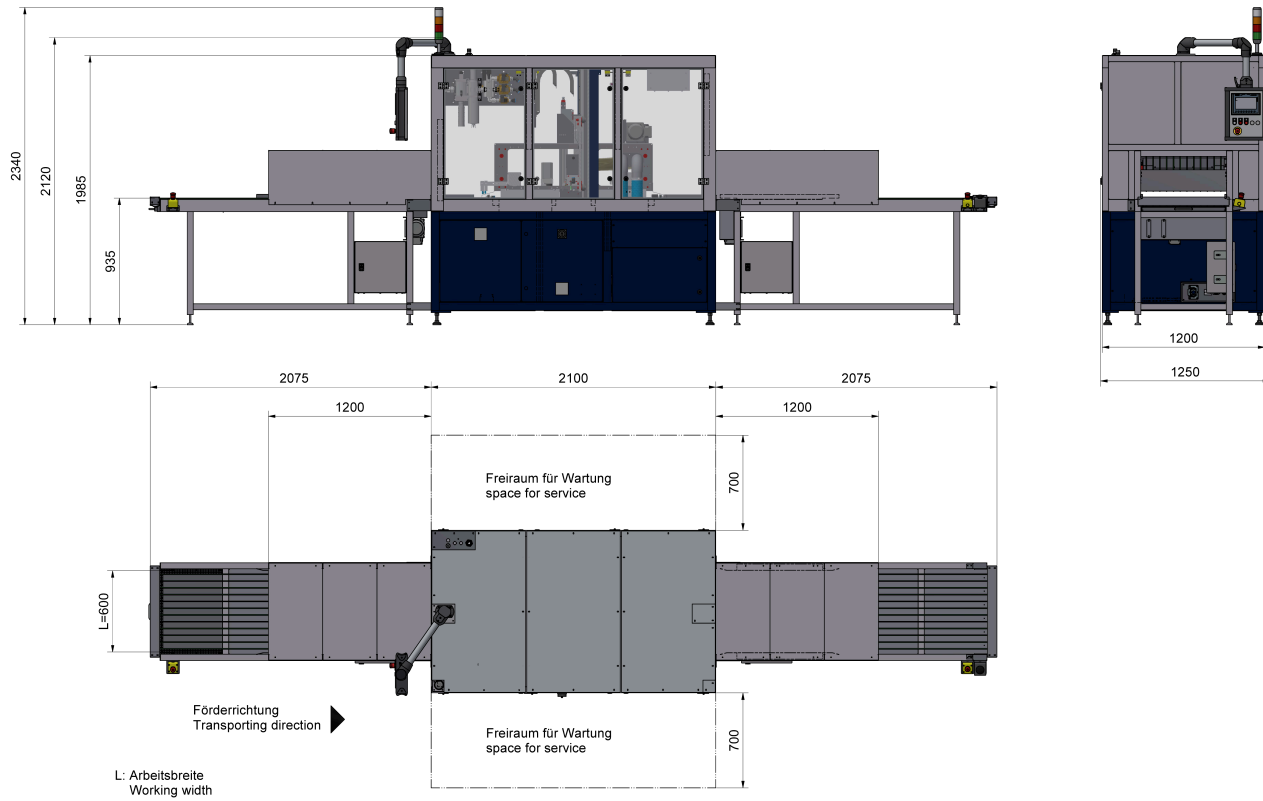 2340
2120
1985
935
1200
1250
2075
2100
2075
1200
1200
Freiraum für Wartung
space for service
700
L=600
Förderrichtung
Transporting direction
Freiraum für Wartung
space for service
700
L: Arbeitsbreite
Working width